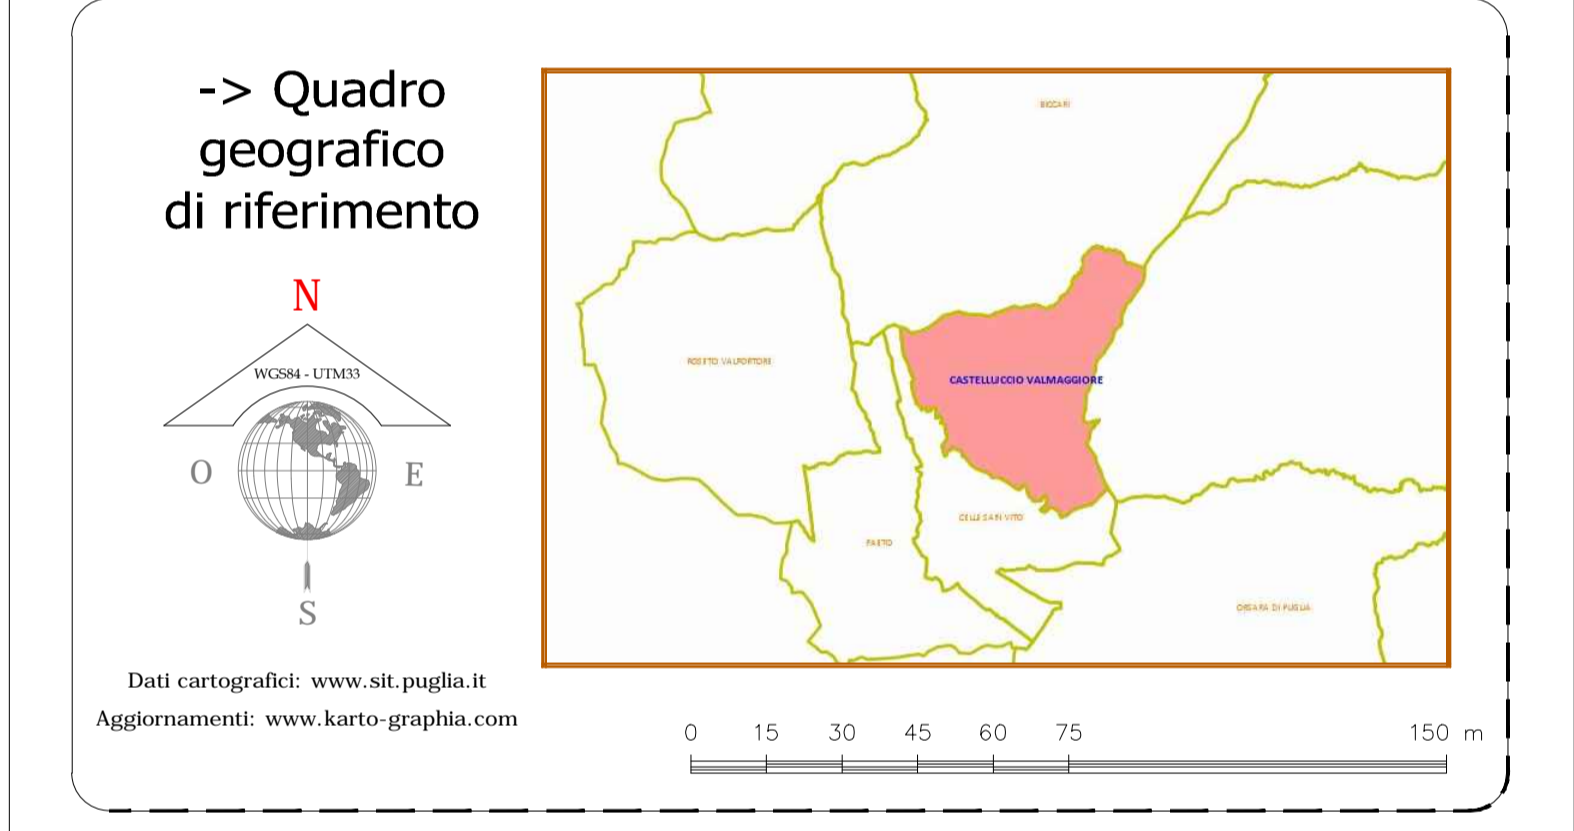 -> Quadro
geografico
di riferimento
N
WGS84 - UTM33
O
E
S
Dati cartografici: www.sit.puglia.it
Aggiornamenti: www.karto-graphia.com
BICCARI
ROSETO VALFORTORE
CASTELLUCCIO VALMAGGIORE
CELLE SAN VITO
FAETO
ORSARA DI PUGLIA
0 15 30 45 60 75 150 m